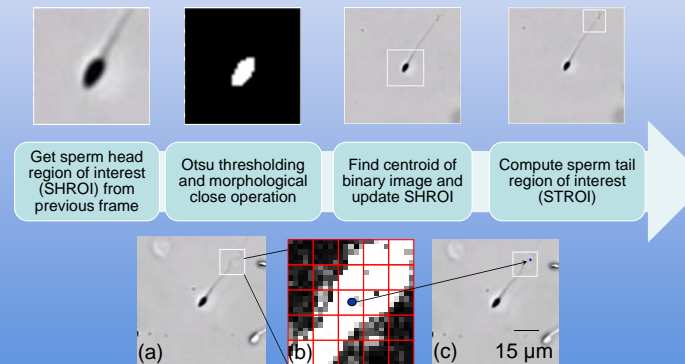 Get sperm head
region of interest
(SHROI) from
previous frame
Otsu thresholding
and morphological
close operation
Find centroid of
binary image and
update SHROI
Compute sperm tail
region of interest
(STROI)
(a)
(b)
(c)
15 µm